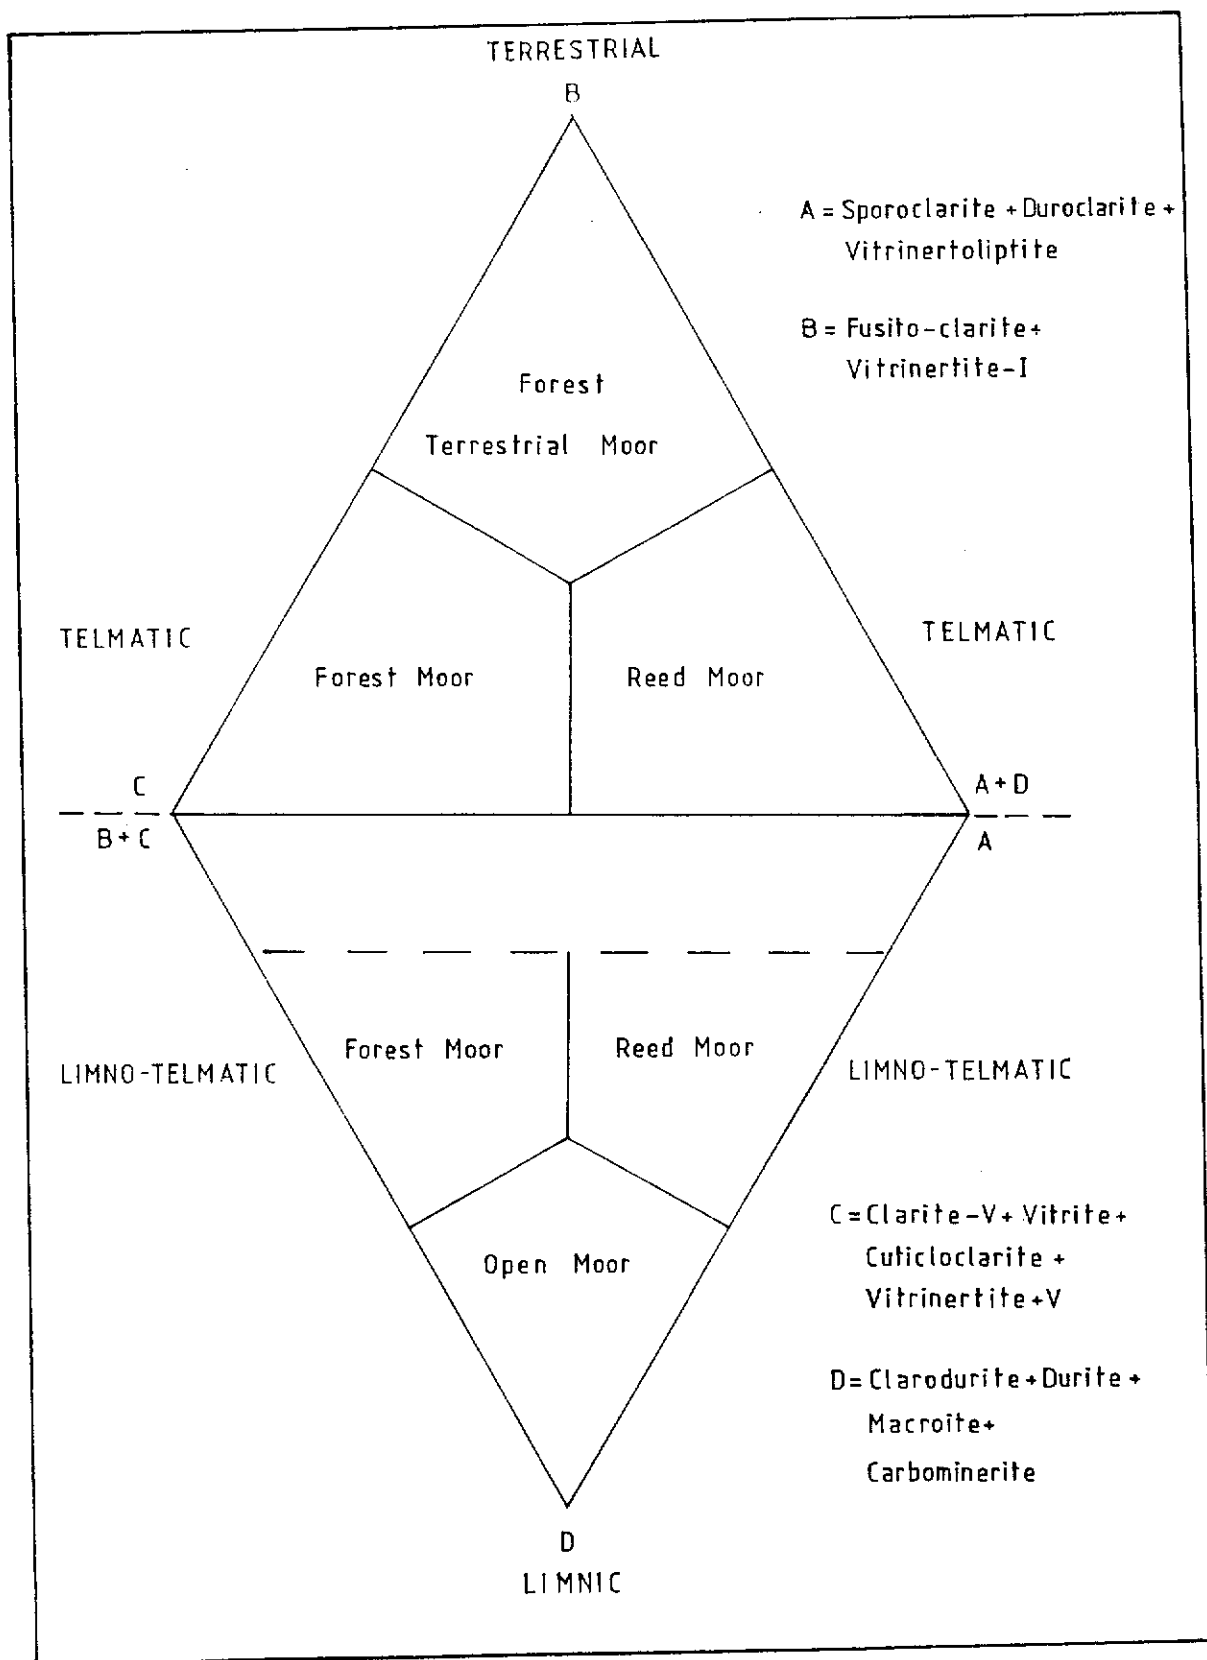 TERRESTRIAL
B
A = Sporoclarite + Duroclarite +
Vitrinertoliptite
B = Fusito-clarite +
Vitrinertite-I
Forest
Terrestrial Moor
TELMATIC
TELMATIC
Forest Moor
Reed Moor
C
A + D
B + C
A
Forest Moor
Reed Moor
LIMNO-TELMATIC
LIMNO-TELMATIC
C = Clarite-V + Vitrite +
Cuticloclarite +
Vitrinertite + V
Open Moor
D = Clarodurite + Durite +
Macroite +
Carbominerite
D
LIMNIC